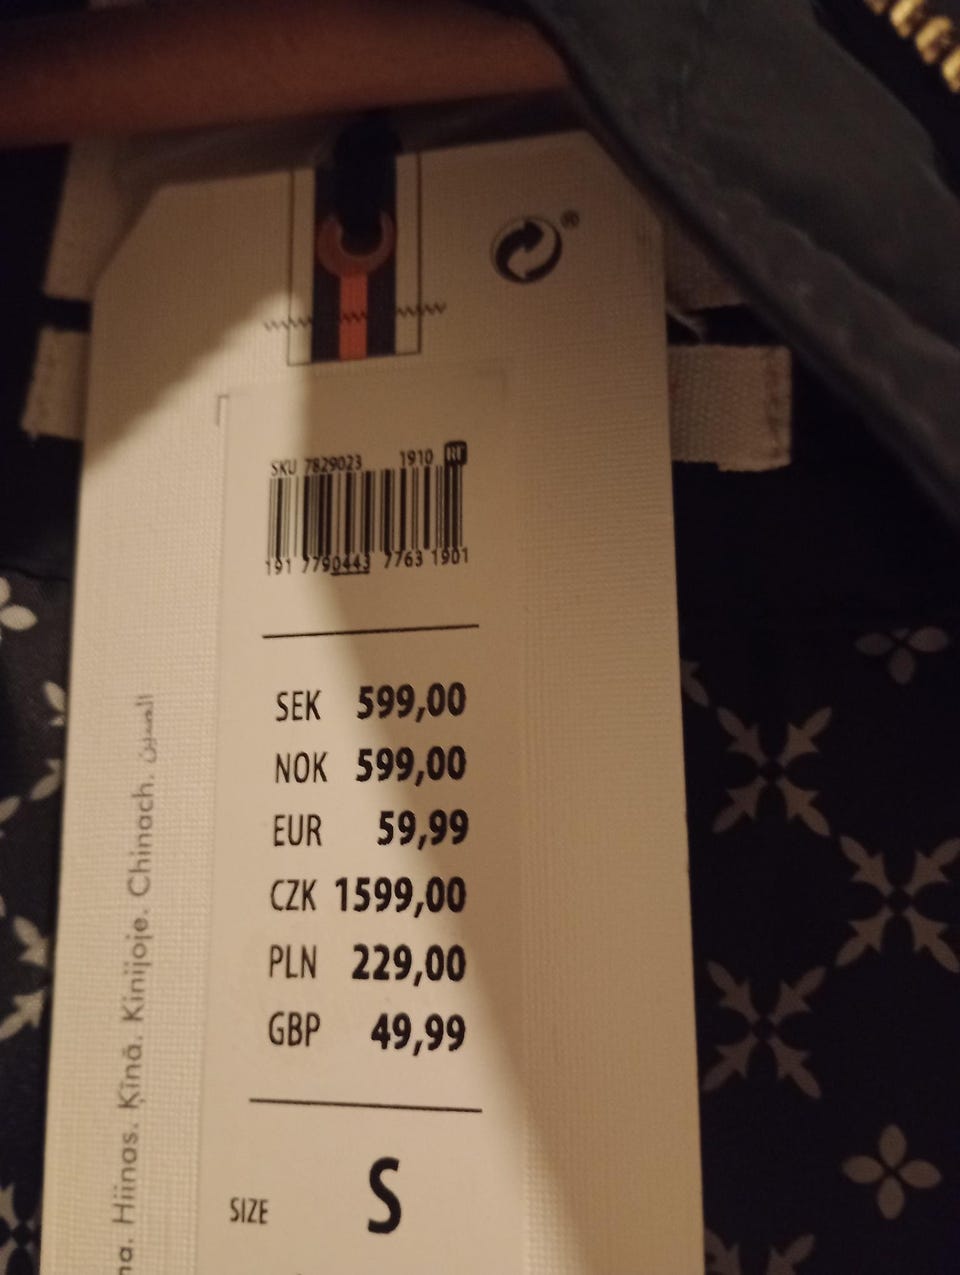 ®
SKU 7829023 1910
191 7790443 7763 1901
SEK 599,00
NOK 599,00
EUR 59,99
CZK 1599,00
PLN 229,00
GBP 49,99
SIZE S
Hiinas. Ķīnā. Kinijoje. Chinach. الصين